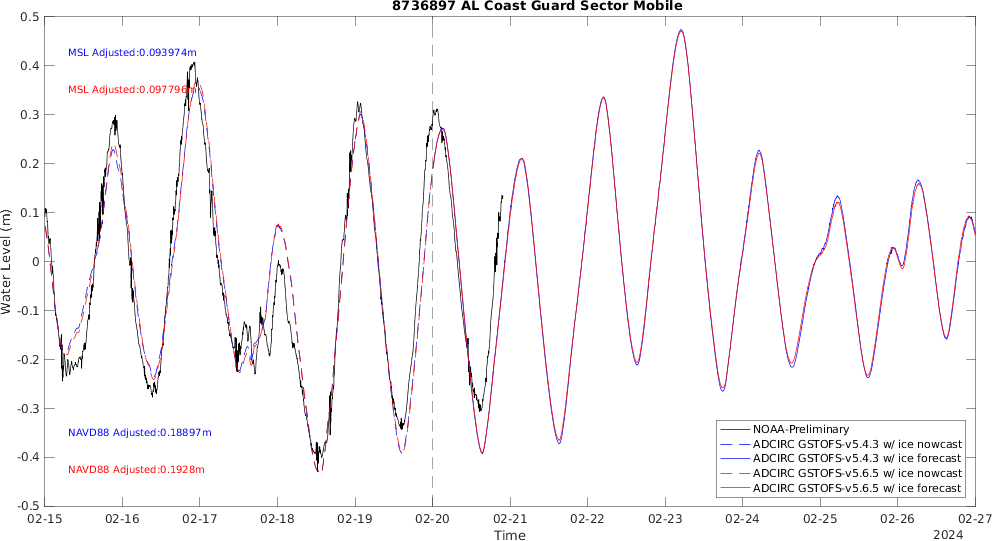 8736897 AL Coast Guard Sector Mobile
MSL Adjusted:0.093974m
MSL Adjusted:0.097796m
NAVD88 Adjusted:0.18897m
NAVD88 Adjusted:0.1928m
Water Level (m)
0.5
0.4
0.3
0.2
0.1
0
-0.1
-0.2
-0.3
-0.4
-0.5
NOAA-Preliminary
ADCIRC GSTOFS-v5.4.3 w/ ice nowcast
ADCIRC GSTOFS-v5.4.3 w/ ice forecast
ADCIRC GSTOFS-v5.6.5 w/ ice nowcast
ADCIRC GSTOFS-v5.6.5 w/ ice forecast
02-15 02-16 02-17 02-18 02-19 02-20 02-21 02-22 02-23 02-24 02-25 02-26 02-27
Time
2024